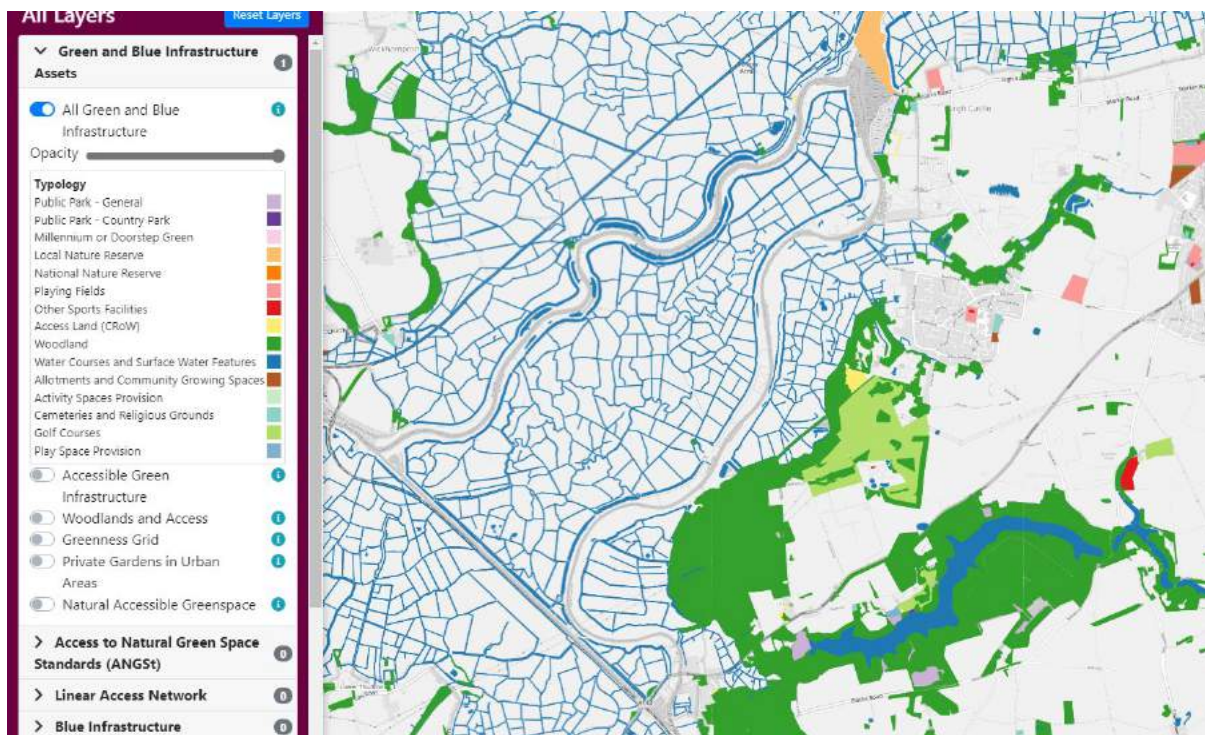 All Layers
Reset Layers
Green and Blue Infrastructure
Assets
1
All Green and Blue
Infrastructure
Opacity
Typology
Public Park - General
Public Park - Country Park
Millennium or Doorstep Green
Local Nature Reserve
National Nature Reserve
Playing Fields
Other Sports Facilities
Access Land (CRoW)
Woodland
Water Courses and Surface Water Features
Allotments and Community Growing Spaces
Activity Spaces Provision
Cemeteries and Religious Grounds
Golf Courses
Play Space Provision
Accessible Green
Infrastructure
Woodlands and Access
Greenness Grid
Private Gardens in Urban
Areas
Natural Accessible Greenspace
Access to Natural Green Space
Standards (ANGSt)
0
Linear Access Network
0
Blue Infrastructure
0